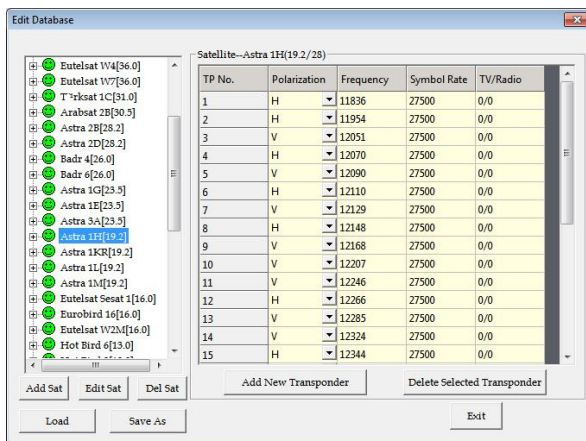 Edit Database
Eutelsat W4[36.0]
Eutelsat W7[36.0]
T³rksat 1C[31.0]
Arabsat 2B[30.5]
Astra 2B[28.2]
Astra 2D[28.2]
Badr 4[26.0]
Badr 6[26.0]
Astra 1G[23.5]
Astra 1E[23.5]
Astra 3A[23.5]
Astra 1H[19.2]
Astra 1KR[19.2]
Astra 1L[19.2]
Astra 1M[19.2]
Eutelsat Sesat 1[16.0]
Eurobird 16[16.0]
Eutelsat W2M[16.0]
Hot Bird 6[13.0]
Add Sat Edit Sat Del Sat
Load Save As
Satellite--Astra 1H(19.2/28)
TP No. Polarization Frequency Symbol Rate TV/Radio
1 H 11836 27500 0/0
2 H 11954 27500 0/0
3 V 12051 27500 0/0
4 H 12070 27500 0/0
5 V 12090 27500 0/0
6 H 12110 27500 0/0
7 V 12129 27500 0/0
8 H 12148 27500 0/0
9 V 12168 27500 0/0
10 V 12207 27500 0/0
11 V 12246 27500 0/0
12 H 12266 27500 0/0
13 V 12285 27500 0/0
14 V 12324 27500 0/0
15 H 12344 27500 0/0
Add New Transponder Delete Selected Transponder
Exit